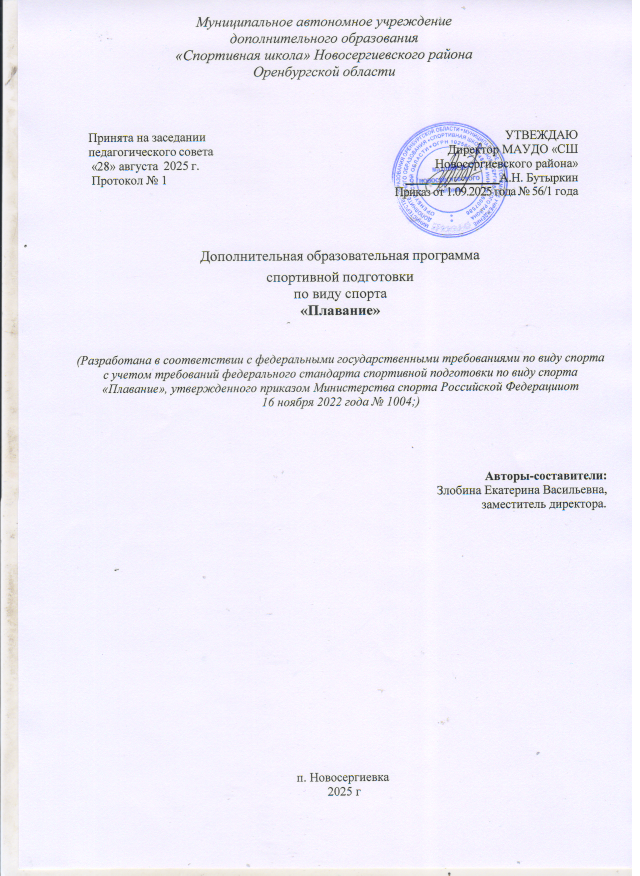 Муниципальное автономное учреждение
дополнительного образования
«Спортивная школа» Новосергиевского района
Оренбургской области
Принята на заседании
педагогического совета
«28» августа 2025 г.
Протокол № 1
УТВЕРЖДАЮ
Директор МАУДО «СШ
Новосергиевского района»
А.Н. Бутыркин
Приказ от 1.09.2025 года № 56/1 года
Дополнительная образовательная программа
спортивной подготовки
по виду спорта
«Плавание»
(Разработана в соответствии с федеральными государственными требованиями по виду спорта
с учетом требований федерального стандарта спортивной подготовки по виду спорта
«Плавание», утвержденного приказом Министерства спорта Российской Федерациииот
16 ноября 2022 года № 1004;)
Авторы-составители:
Злобина Екатерина Васильевна,
заместитель директора.
п. Новосергиевка
2025 г